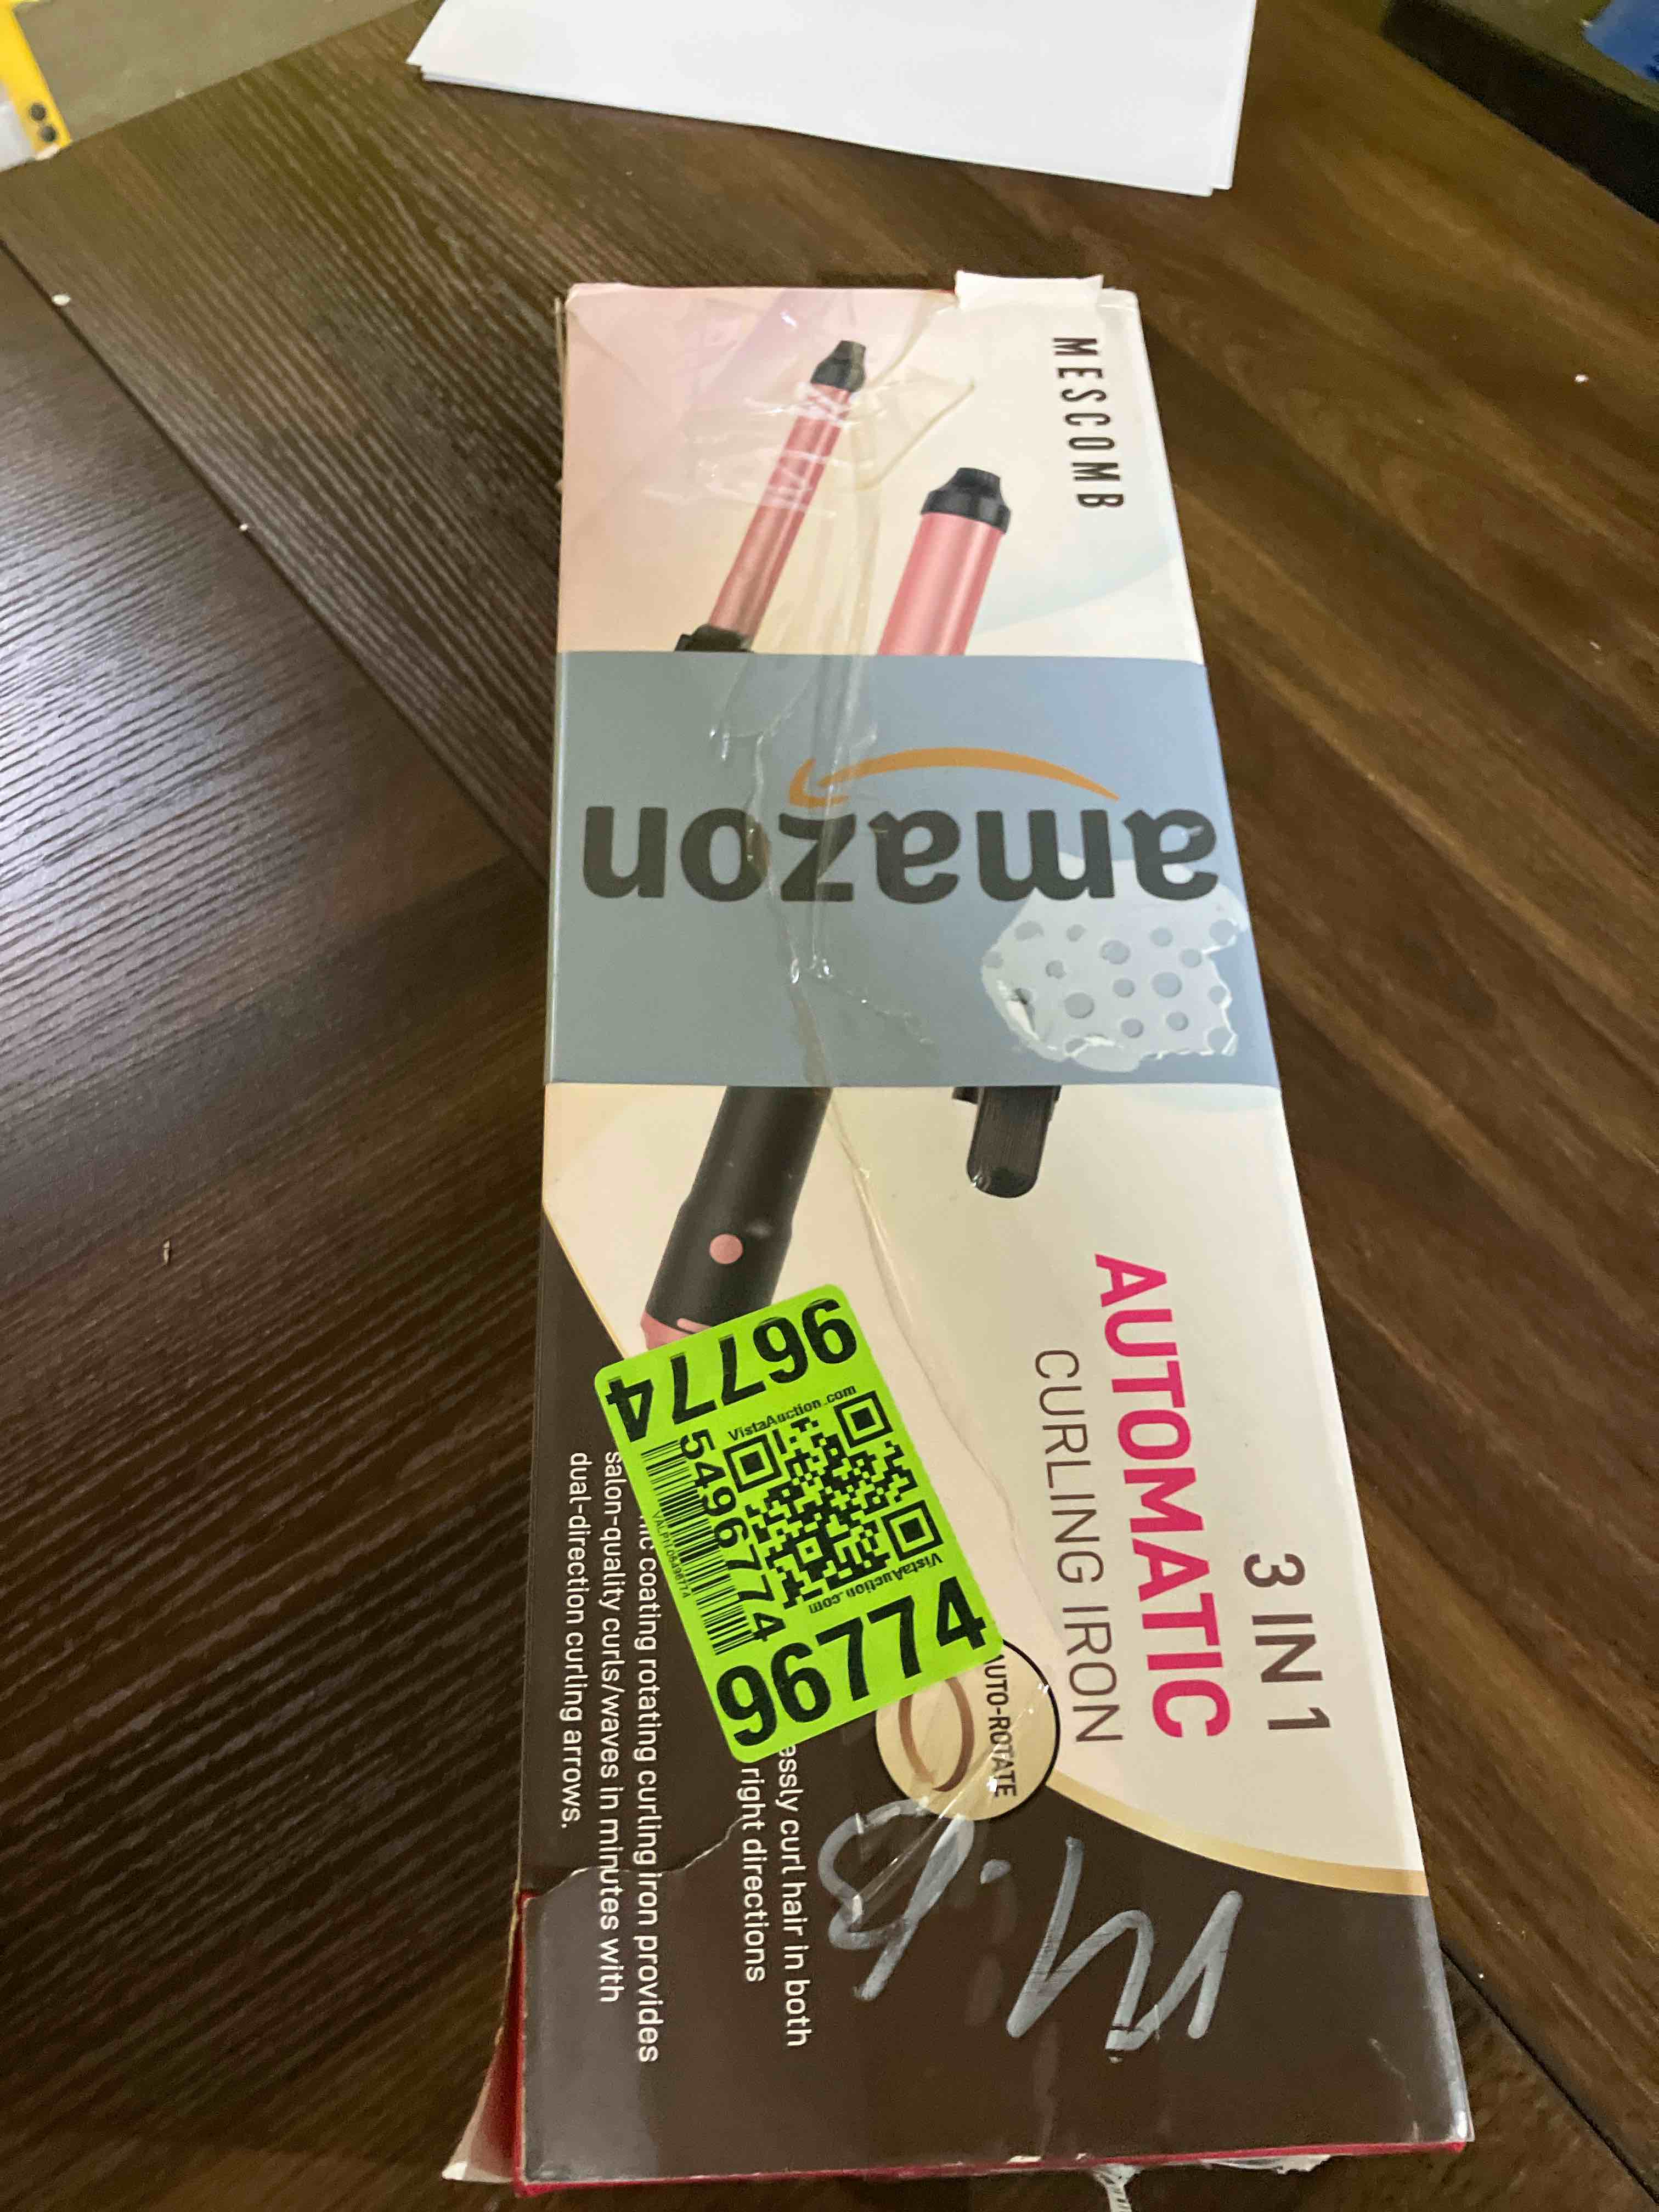 MESCOMB
amazon
3 IN 1
AUTOMATIC
CURLING IRON
AUTO-ROTATE
essly curl hair in both
right directions
coating rotating curling iron provides
salon-quality curls/waves in minutes with
dual-direction curling arrows.
96774
VistaAuction.com
5496774
VistaAuction.com
96774
M.B